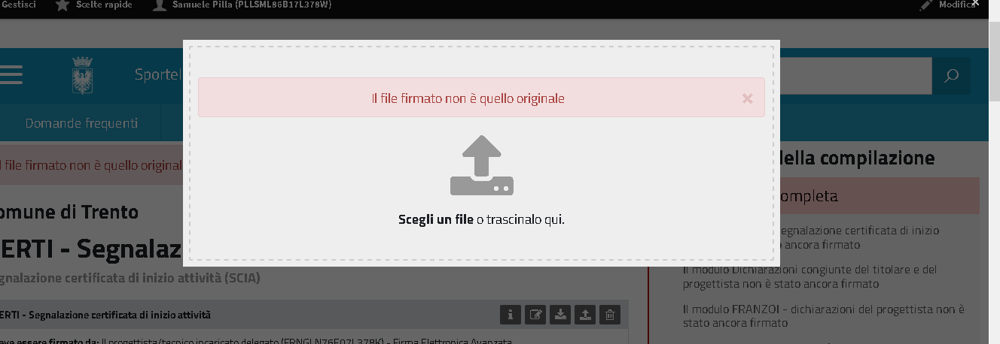 Gestisci
Scelte rapide
Samuele Pilla (PLLSML86B17L378W)
Modifica
×
Sportel
Il file firmato non è quello originale
×
Domande frequenti
l file firmato non è quello original
Scegli un file o trascinalo qui.
ella compilazione
ompleta
omune di Trento
egnalazione certificata di inizio
ancora firmato
ERTI - Segnalaz
Il modulo Dichiarazioni congiunte del titolare e del
progettista non è stato ancora firmato
gnalazione certificata di inizio attività (SCIA)
Il modulo FRANZOI - dichiarazioni del progettista non è
stato ancora firmato
ERTI - Segnalazione certificata di inizio attività
eve essere firmato da: Il progettista/tecnico incaricato delegato (FRNGLN76E07L378K) - Firma Elettronica Avanzata